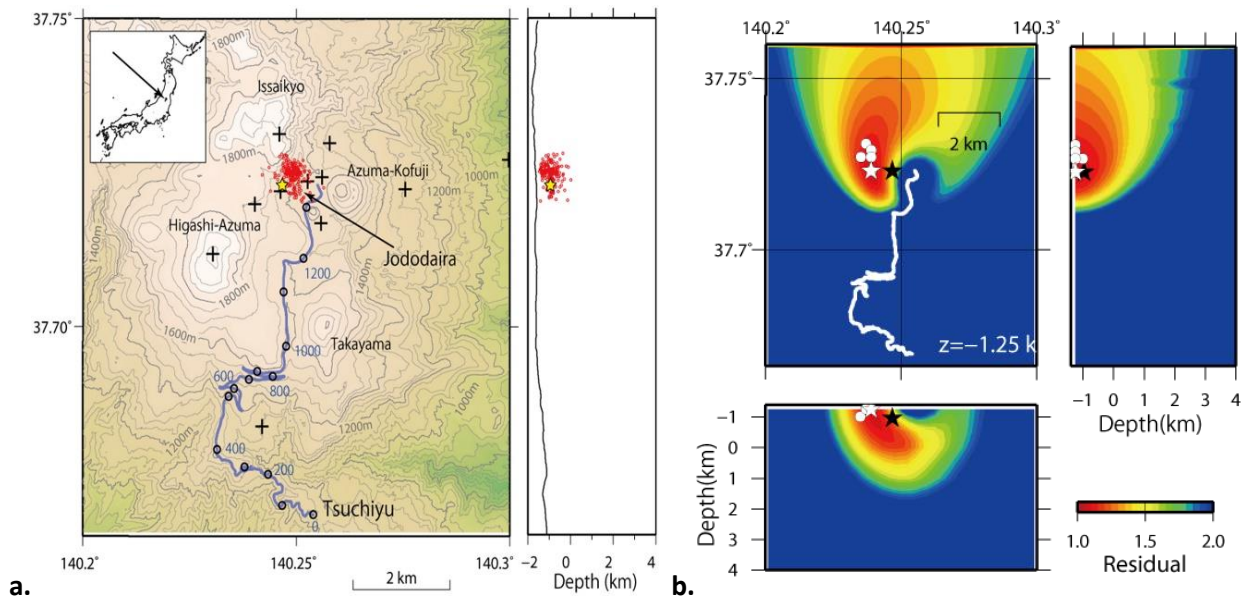 37.75°
1800m
Issaikyo
1800m
Azuma-Kofuji
1200m
1000m
Higashi-Azuma
1400m
Jododaira
1200
1400m
1800m
1600m
37.70°
Takayama
1000
600
800
1000m
1200m
1200m
400
200
Tsuchiyu
0
140.2°
140.25°
140.3°
2 km
−2 0 2 4
Depth (km)
a.
b.
140.2° 140.25° 140.3°
37.75°
2 km
37.7°
z=−1.25 k
−1 0 1 2 3 4
Depth(km)
−1
0
1
2
3
4
Depth(km)
1.0 1.5 2.0
Residual